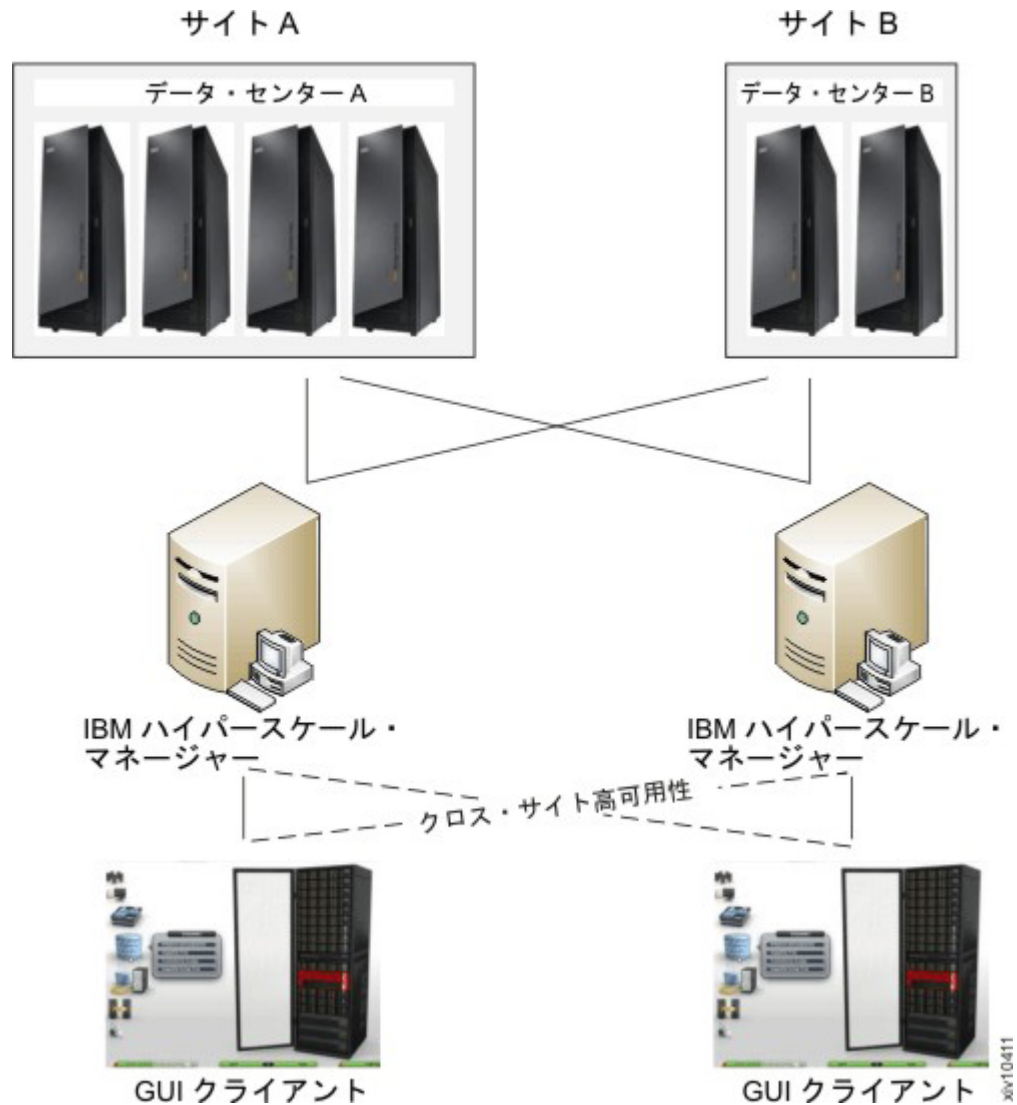 サイト A
サイト B
データ・センター A
データ・センター B
IBM ハイパースケール・
マネージャー
IBM ハイパースケール・
マネージャー
クロス・サイト高可用性
GUI クライアント
GUI クライアント
xiv10411